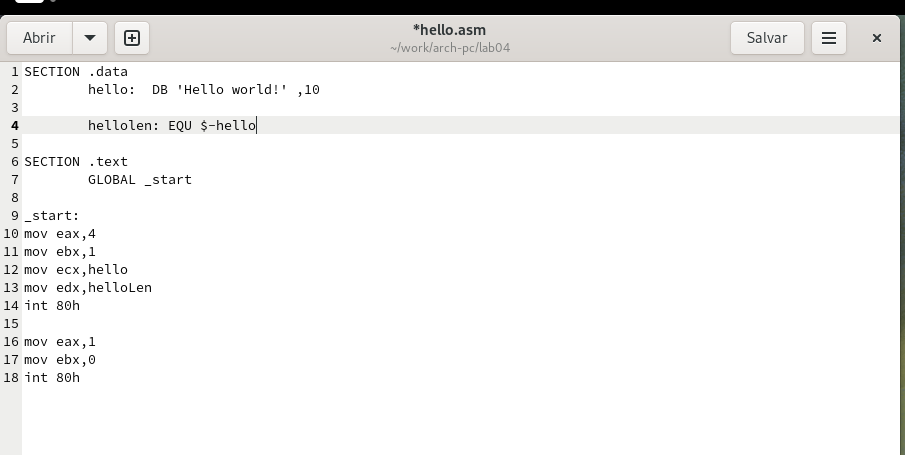 *hello.asm
Abrir
~/work/arch-pc/lab04
Salvar
1 SECTION .data
2         hello:  DB 'Hello world!' ,10
3
4         hellolen: EQU $-hello
5
6 SECTION .text
7         GLOBAL _start
8
9 _start:
10 mov eax,4
11 mov ebx,1
12 mov ecx,hello
13 mov edx,helloLen
14 int 80h
15
16 mov eax,1
17 mov ebx,0
18 int 80h